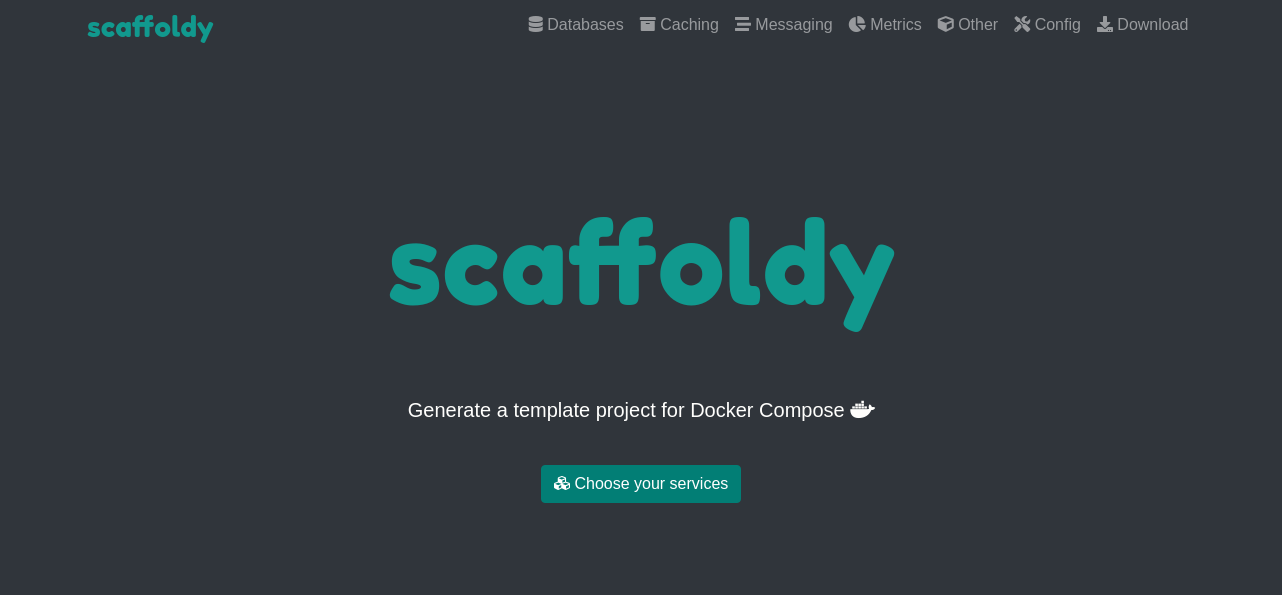 scaffoldy Databases Caching Messaging Metrics Other Config Download
scaffoldy
Generate a template project for Docker Compose
Choose your services